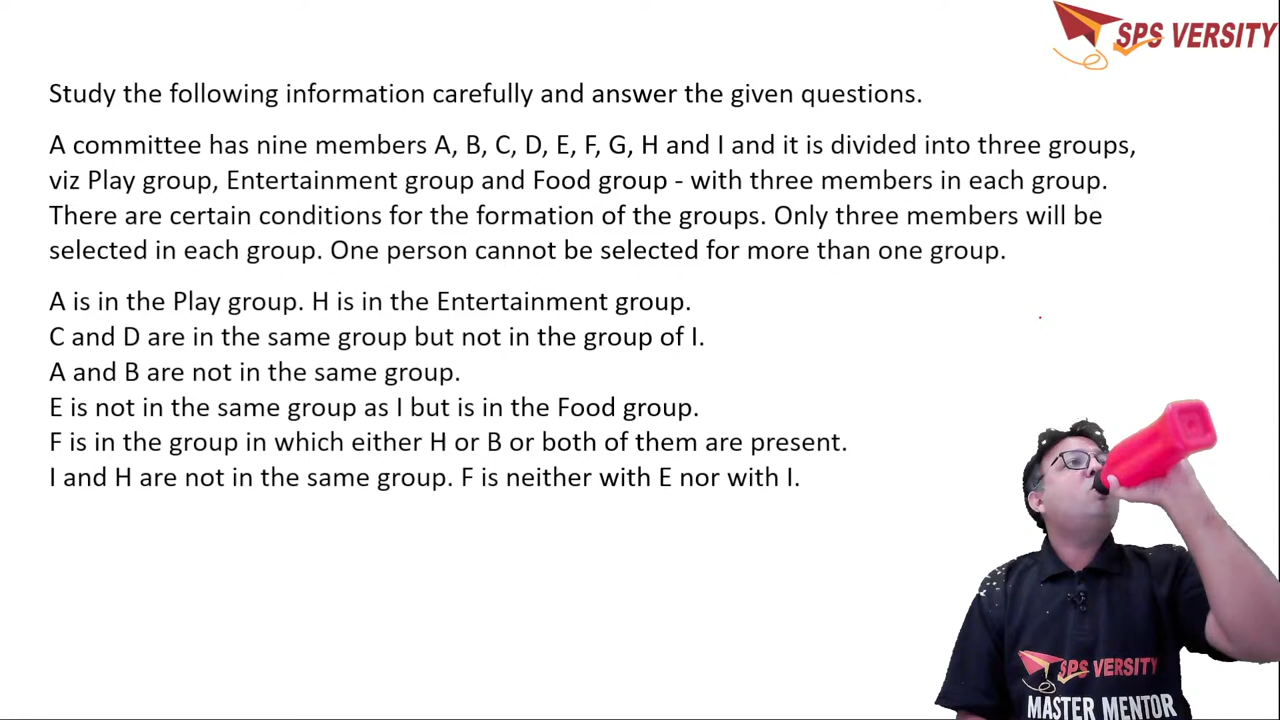 SPS VERSITY
Study the following information carefully and answer the given questions.
A committee has nine members A, B, C, D, E, F, G, H and I and it is divided into three groups,
viz Play group, Entertainment group and Food group - with three members in each group.
There are certain conditions for the formation of the groups. Only three members will be
selected in each group. One person cannot be selected for more than one group.
A is in the Play group. H is in the Entertainment group.
C and D are in the same group but not in the group of I.
A and B are not in the same group.
E is not in the same group as I but is in the Food group.
F is in the group in which either H or B or both of them are present.
I and H are not in the same group. F is neither with E nor with I.
SPS VERSITY
MASTER MENTOR